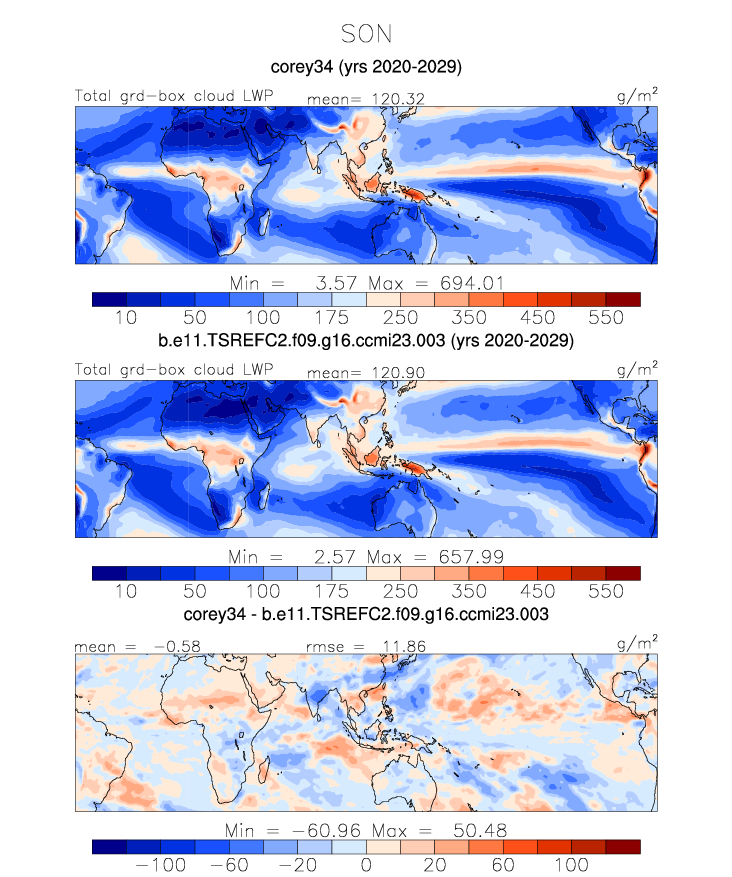 SON
corey34 (yrs 2020-2029)
Total grd-box cloud LWP mean= 120.32 g/m²
Min = 3.57 Max = 694.01
10 50 100 175 250 350 450 550
b.e11.TSREFC2.f09.g16.ccmi23.003 (yrs 2020-2029)
Total grd-box cloud LWP mean= 120.90 g/m²
Min = 2.57 Max = 657.99
10 50 100 175 250 350 450 550
corey34 - b.e11.TSREFC2.f09.g16.ccmi23.003
mean = -0.58 rmse = 11.86 g/m²
Min = -60.96 Max = 50.48
-100 -60 -20 0 20 60 100